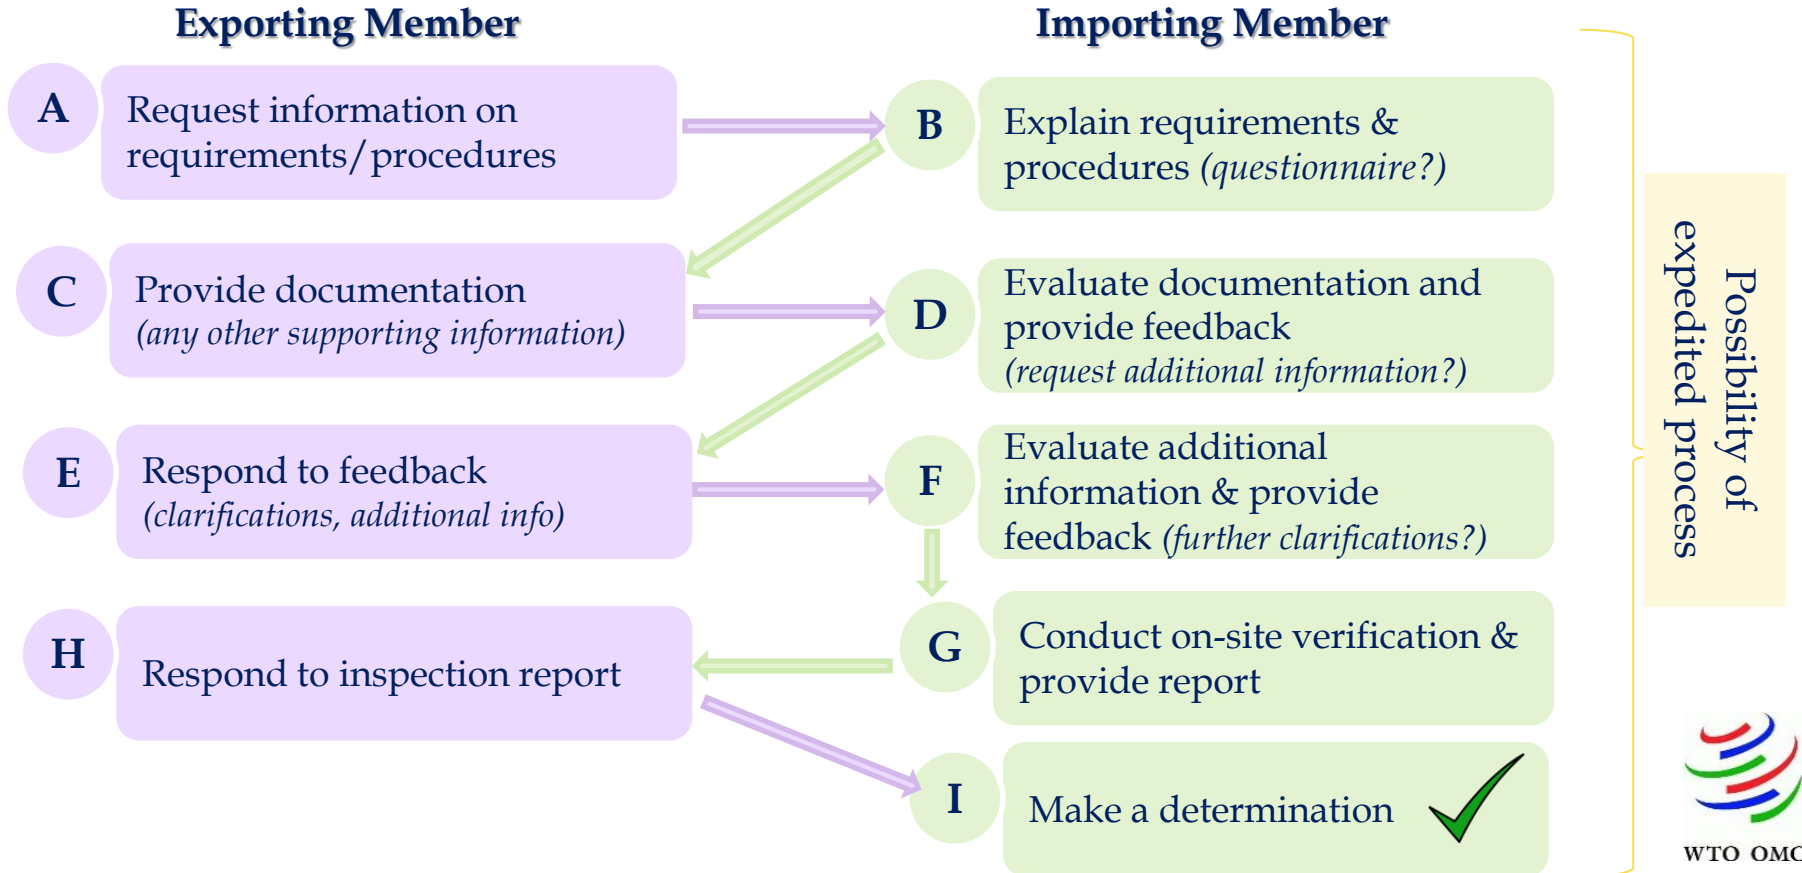 Exporting Member
Importing Member
A
Request information on
requirements/procedures
B
Explain requirements &
procedures (questionnaire?)
C
Provide documentation
(any other supporting information)
D
Evaluate documentation and
provide feedback
(request additional information?)
E
Respond to feedback
(clarifications, additional info)
F
Evaluate additional
information & provide
feedback (further clarifications?)
G
Conduct on-site verification &
provide report
H
Respond to inspection report
I
Make a determination
Possibility of
expedited process
WTO OMC